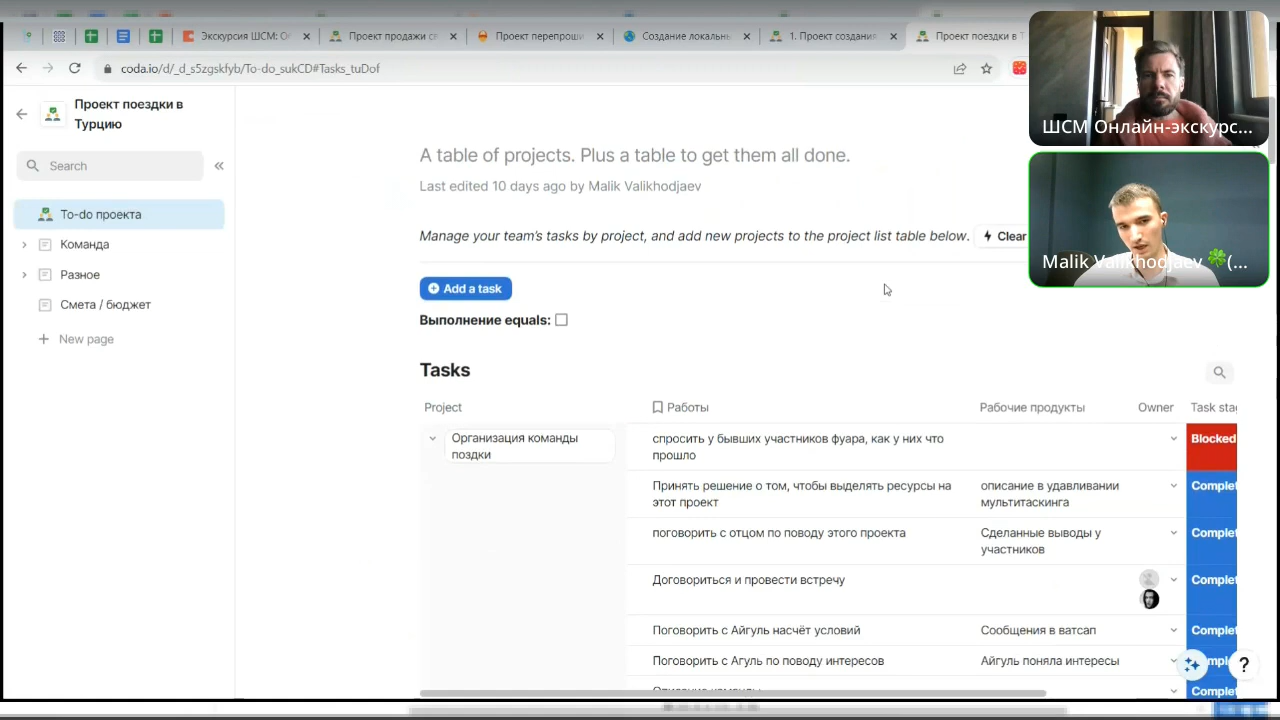 Экскурсия ШСМ: О
Проект продажи сг
Проект перепроши
Создание локальнь
1. Проект создания
Проект поездки в Т
coda.io/d/_d_s5zgskfyb/To-do_sukCD#Tasks_tuDof
ШСМ Онлайн-экскурс...
Malik Valikhodjaev 🍀(...
Проект поездки в
Турцию
Search
To-do проекта
Команда
Разное
Смета / бюджет
New page
A table of projects. Plus a table to get them all done.
Last edited 10 days ago by Malik Valikhodjaev
Manage your team's tasks by project, and add new projects to the project list table below.
Clear
Add a task
Выполнение equals:
Tasks
Project Работы Рабочие продукты Owner Task sta
Организация команды
поздки
спросить у бывших участников фуара, как у них что
прошло
Blocked
Принять решение о том, чтобы выделять ресурсы на
этот проект
описание в удавливании
мультитаскинга
Complet
поговорить с отцом по поводу этого проекта
Сделанные выводы у
участников
Complet
Договориться и провести встречу
Complet
Поговорить с Айгуль насчёт условий Сообщения в ватсап Complet
Поговорить с Агуль по поводу интересов Айгуль поняла интересы
Complet